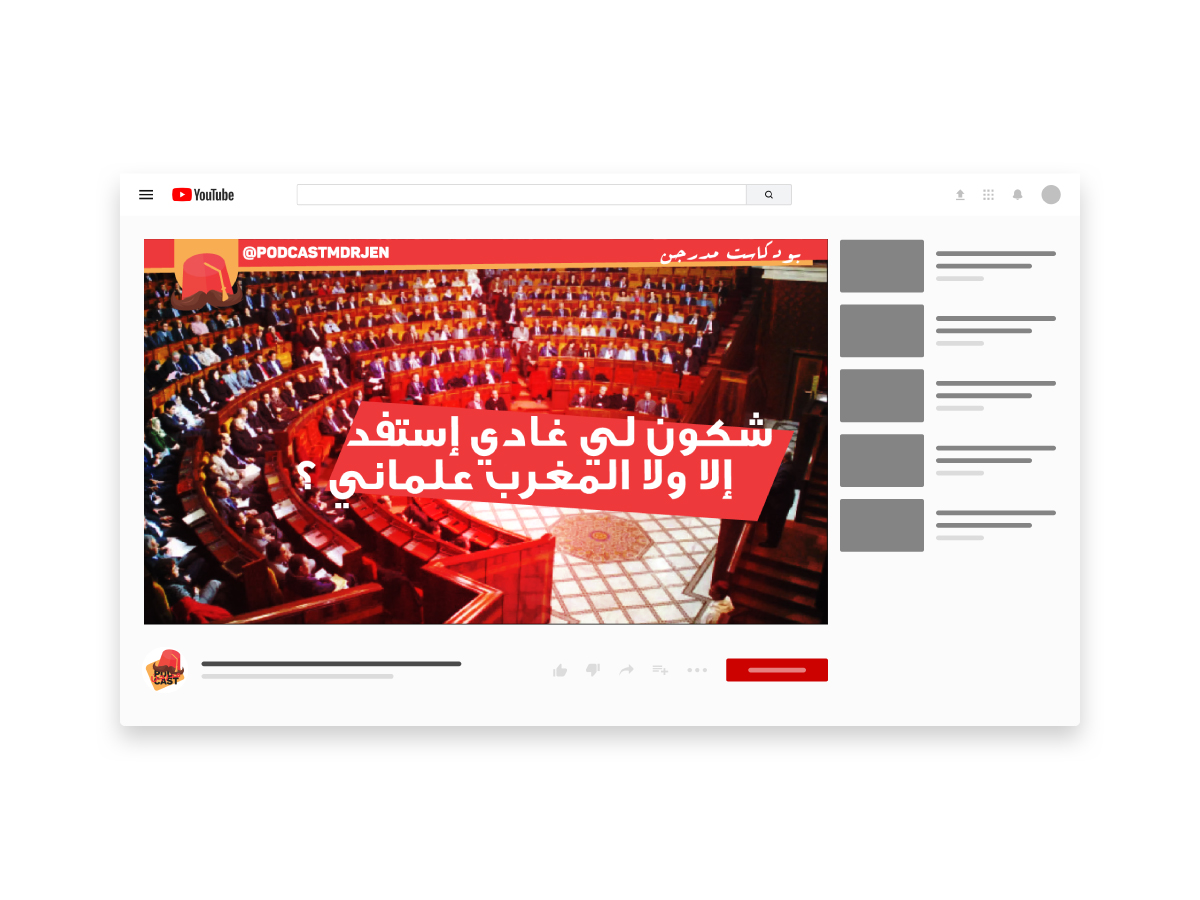 YouTube
@PODCASTMDRJEN
بودكاست مدرجن
شكون لي غادي إستفد
إلا ولا المغرب علماني ؟
POD
CAST